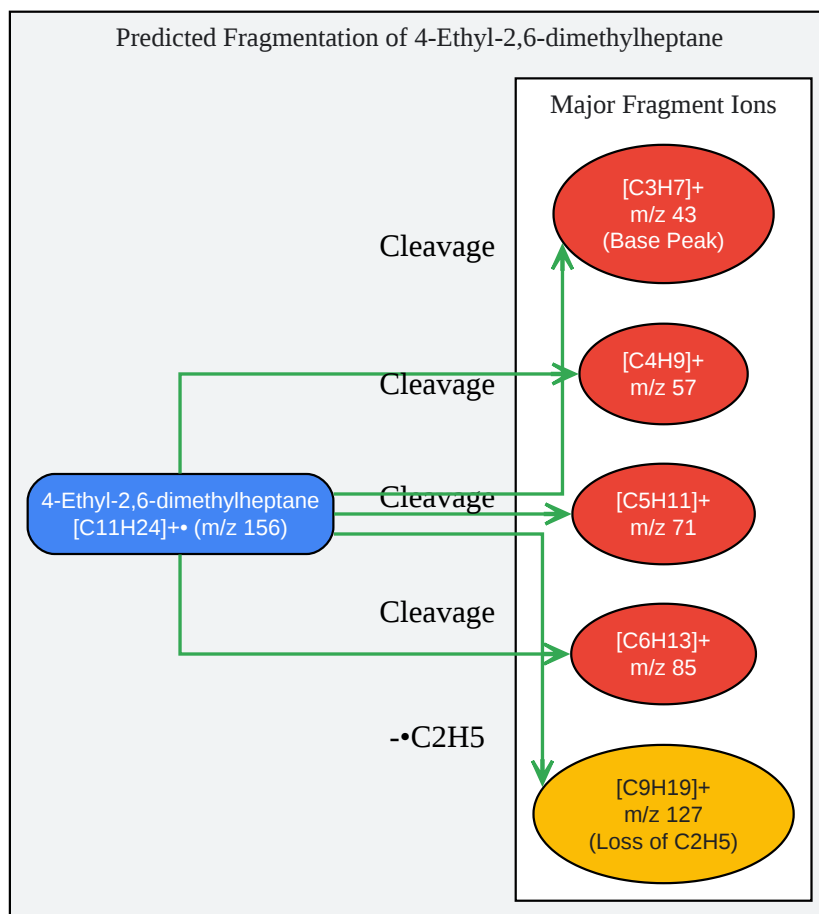 Predicted Fragmentation of 4-Ethyl-2,6-dimethylheptane
Major Fragment Ions
[C3H7]+
m/z 43
(Base Peak)
Cleavage
[C4H9]+
m/z 57
Cleavage
4-Ethyl-2,6-dimethylheptane
[C11H24]+• (m/z 156)
Cleavage
[C5H11]+
m/z 71
Cleavage
[C6H13]+
m/z 85
-•C2H5
[C9H19]+
m/z 127
(Loss of C2H5)